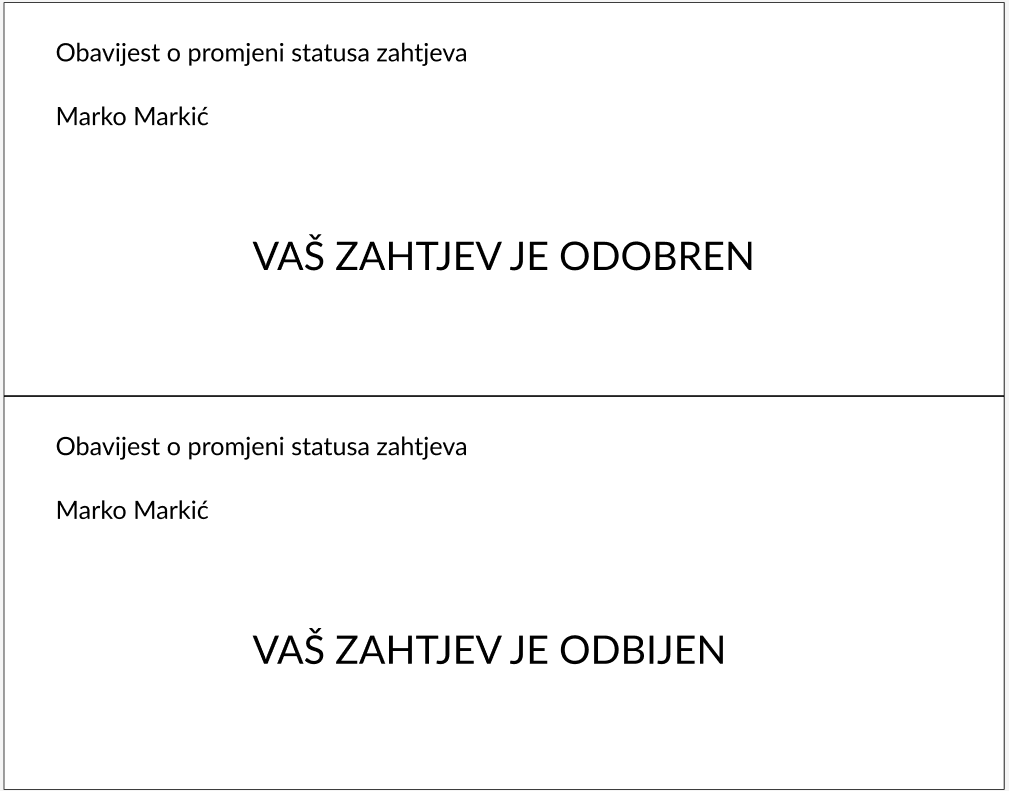 Obavijest o promjeni statusa zahtjeva
Marko Markić
VAŠ ZAHTJEV JE ODOBREN
Obavijest o promjeni statusa zahtjeva
Marko Markić
VAŠ ZAHTJEV JE ODBIJEN